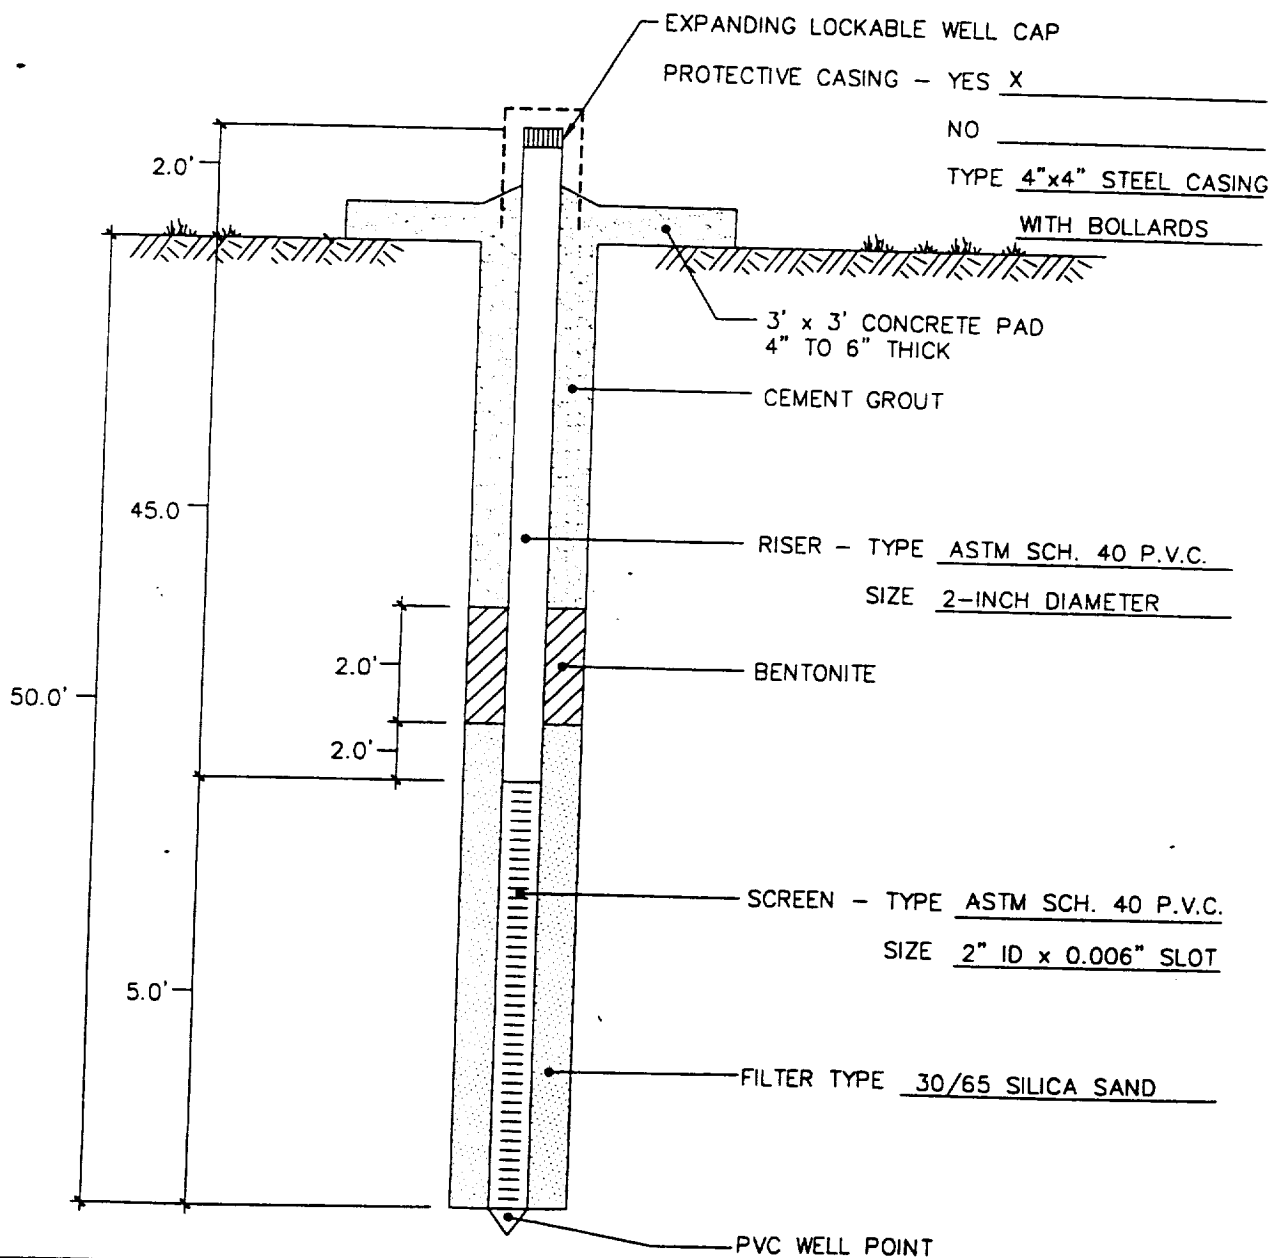 EXPANDING LOCKABLE WELL CAP
PROTECTIVE CASING – YES X
NO
2.0'
TYPE 4"x4" STEEL CASING
WITH BOLLARDS
3' x 3' CONCRETE PAD
4" TO 6" THICK
CEMENT GROUT
45.0
RISER – TYPE ASTM SCH. 40 P.V.C.
SIZE 2-INCH DIAMETER
2.0'
BENTONITE
50.0'
2.0'
SCREEN – TYPE ASTM SCH. 40 P.V.C.
SIZE 2" ID x 0.006" SLOT
5.0'
FILTER TYPE 30/65 SILICA SAND
PVC WELL POINT